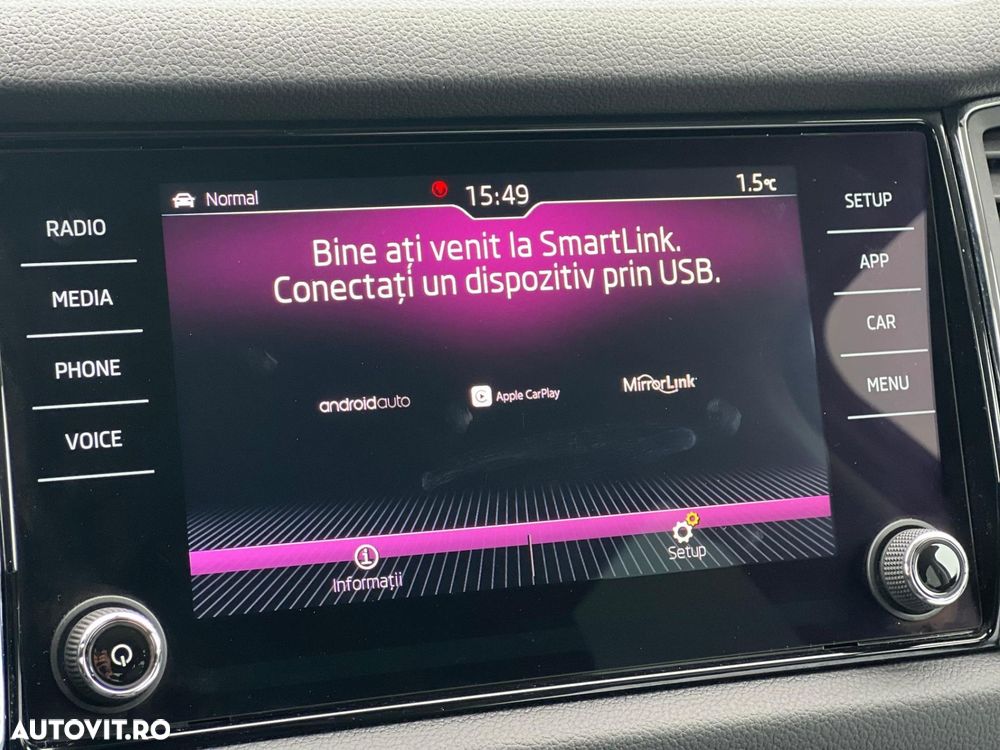 RADIO
MEDIA
PHONE
VOICE
Normal
15:49
1.5°C
Bine ați venit la SmartLink.
Conectați un dispozitiv prin USB.
androidauto
Apple CarPlay
MirrorLink
Informații
Setup
SETUP
APP
CAR
MENU
AUTOVIT.RO